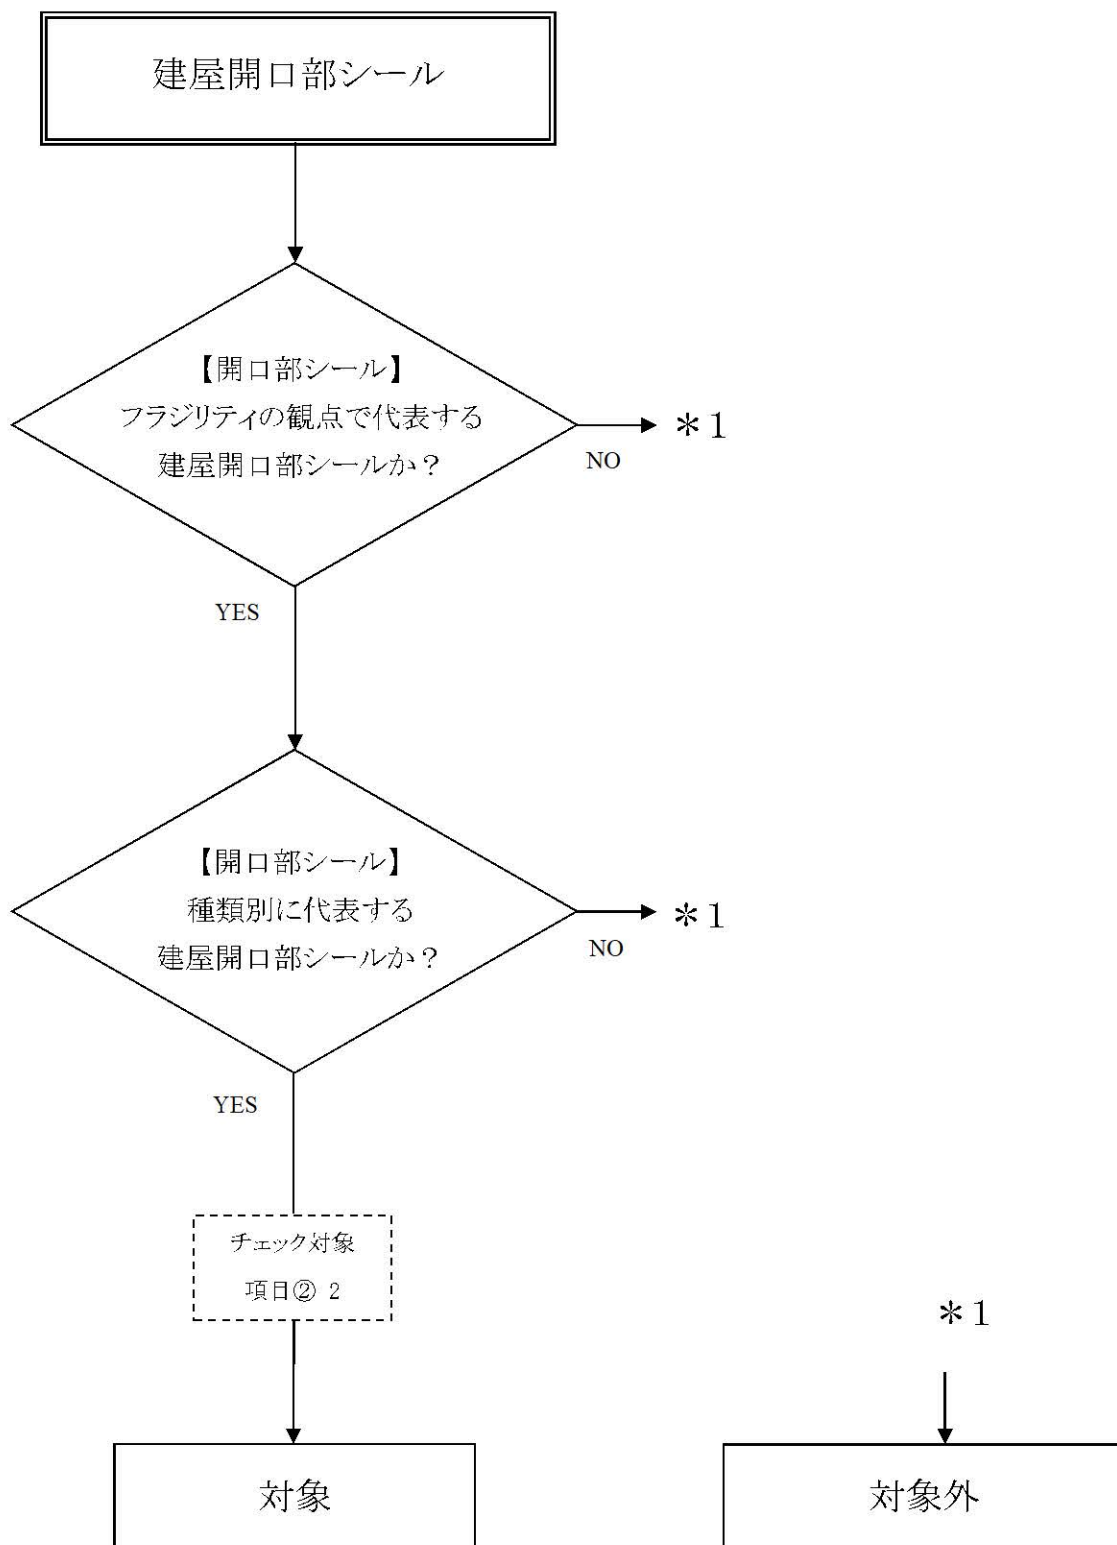 建屋開口部シール
【開口部シール】
フラジリティの観点で代表する
建屋開口部シールか？
＊1
NO
YES
【開口部シール】
種類別に代表する
建屋開口部シールか？
＊1
NO
YES
チェック対象
項目② 2
＊1
対象
対象外